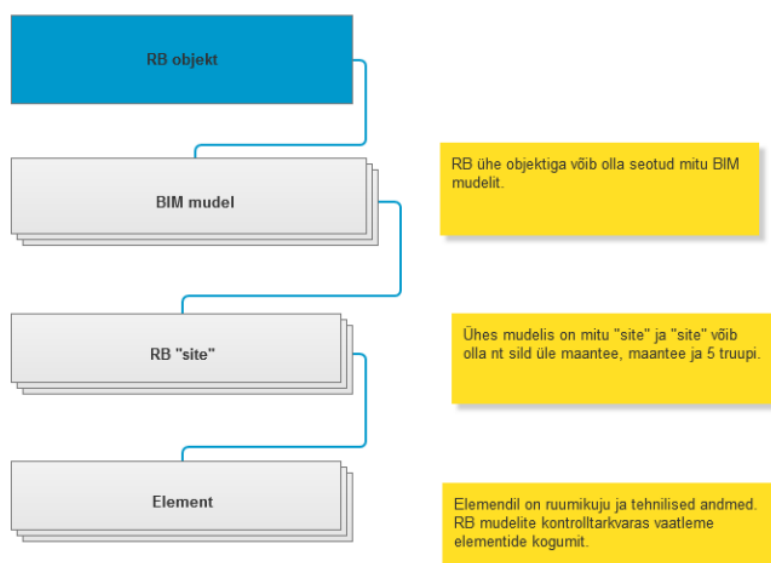 RB objekt
BIM mudel
RB ühe objektiga võib olla seotud mitu BIM
mudelit.
RB "site"
Ühes mudelis on mitu "site" ja "site" võib
olla nt sild üle maantee, maantee ja 5 truupi.
Element
Elemendil on ruumikuju ja tehnilised andmed.
RB mudelite kontrolltarkvaras vaatleme
elementide kogumit.